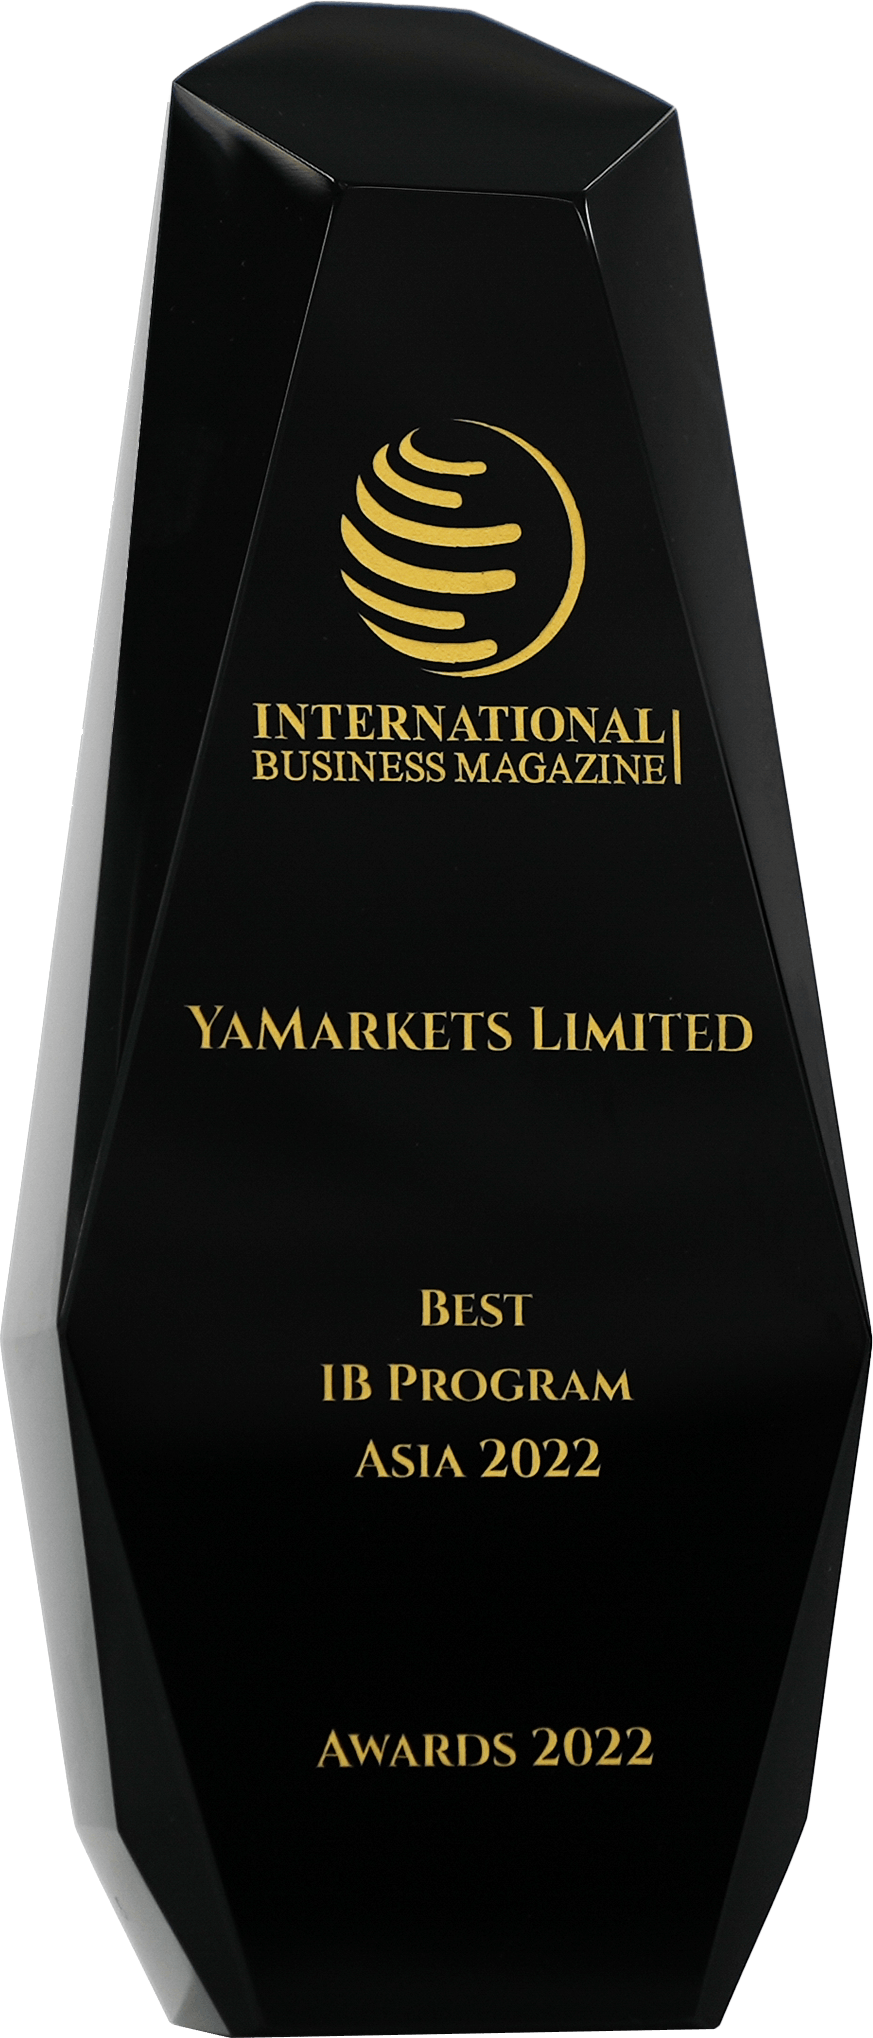 INTERNATIONAL
BUSINESS MAGAZINE
YaMarkets Limited
Best
IB Program
Asia 2022
Awards 2022